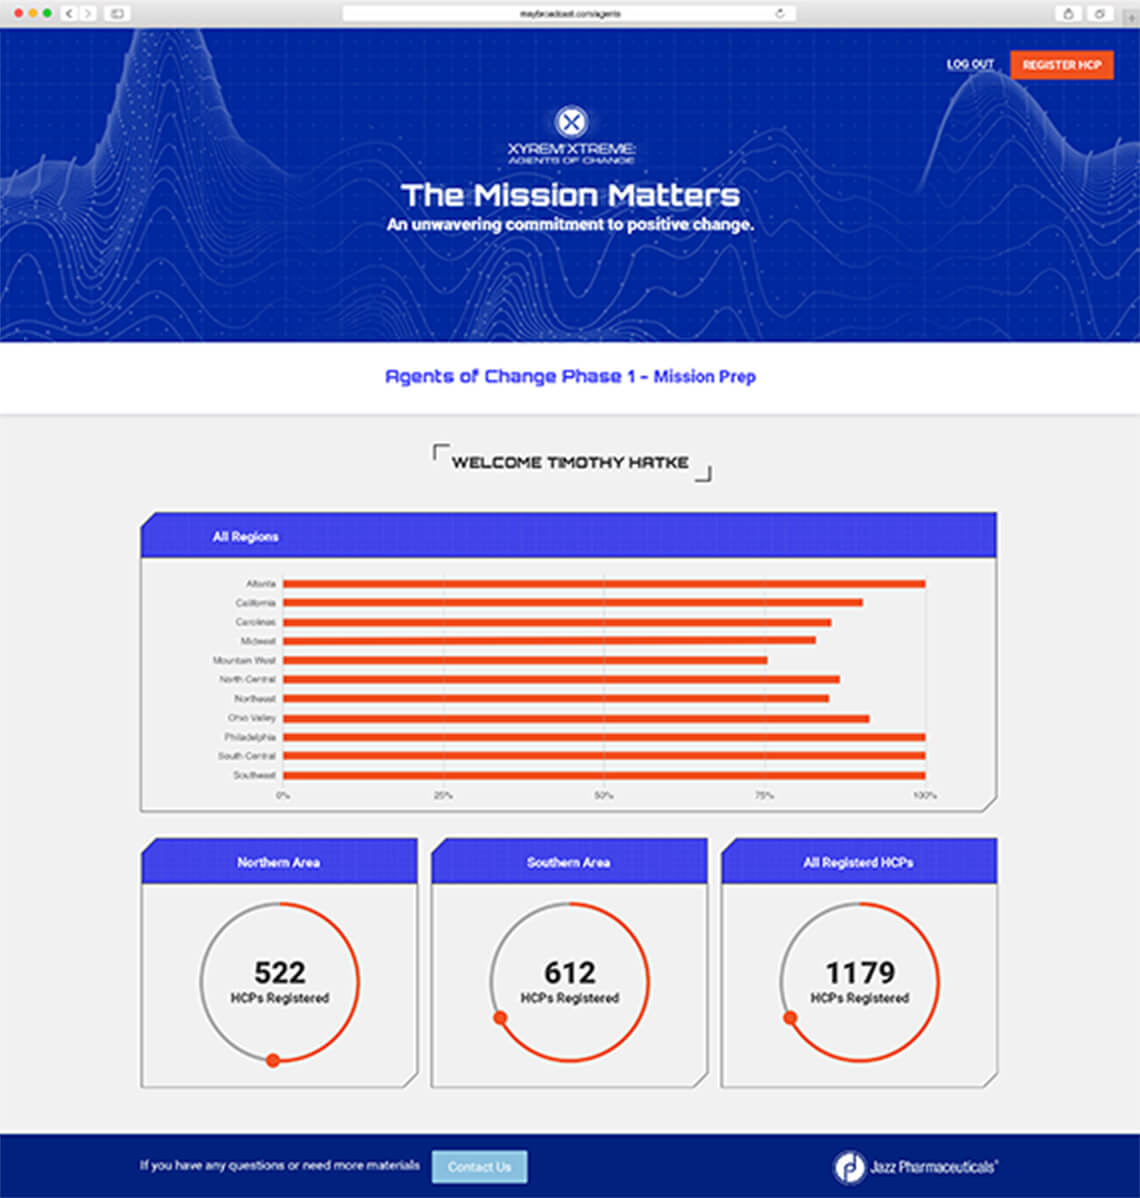 maybroadcast.com/agents
LOG OUT
REGISTER HCP
XYREM XTREME:
AGENTS OF CHANGE
The Mission Matters
An unwavering commitment to positive change.
Agents of Change Phase 1 - Mission Prep
WELCOME TIMOTHY HATKE
All Regions
Atlanta
California
Carolinas
Midwest
Mountain West
North Central
Northeast
Ohio Valley
Philadelphia
South Central
Southeast
0% 25% 50% 75% 100%
Northern Area
522
HCPs Registered
Southern Area
612
HCPs Registered
All Registerd HCPs
1179
HCPs Registered
If you have any questions or need more materials
Contact Us
Jazz Pharmaceuticals®